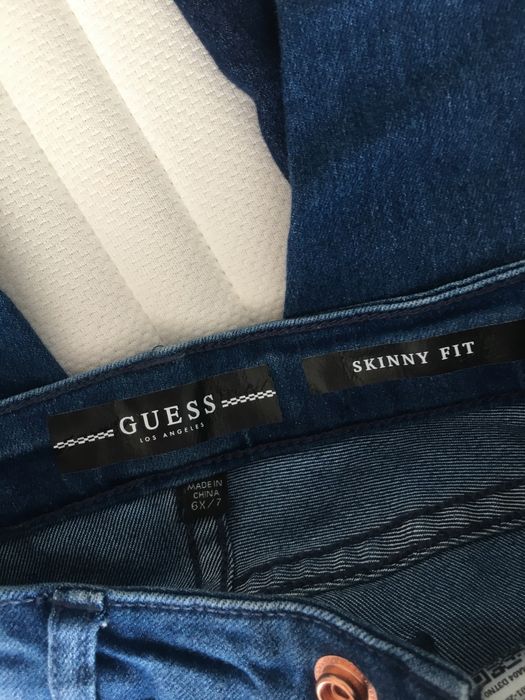 GUESS
LOS ANGELES
SKINNY FIT
MADE IN
CHINA
6X/7